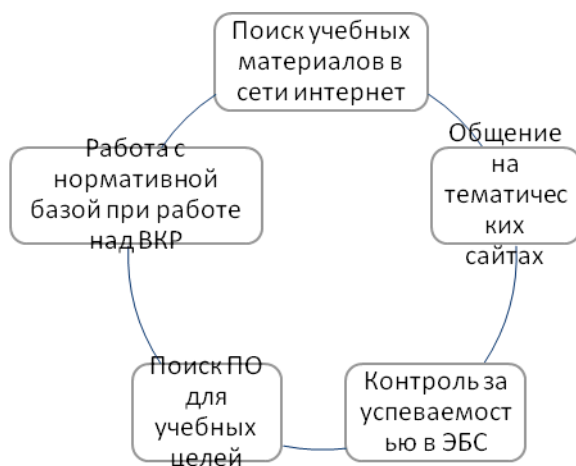 Поиск учебных
материалов в
сети интернет
Общение
на
тематичес
ких
сайтах
Контроль за
успеваемост
ью в ЭБС
Поиск ПО
для
учебных
целей
Работа с
нормативной
базой при работе
над ВКР